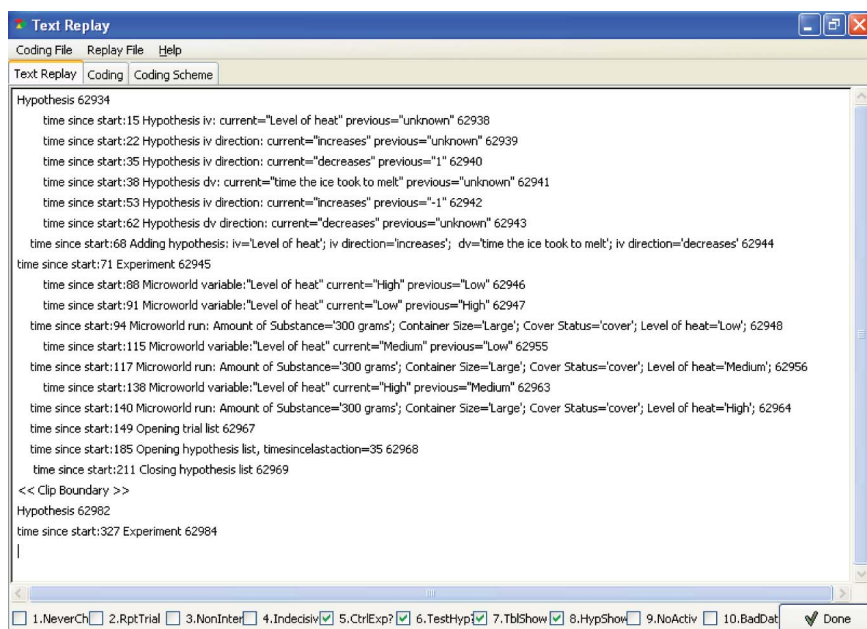 Text Replay
Coding File Replay File Help
Text Replay Coding Coding Scheme
Hypothesis 62934
time since start:15 Hypothesis iv: current="Level of heat" previous="unknown" 62938
time since start:22 Hypothesis iv direction: current="increases" previous="unknown" 62939
time since start:35 Hypothesis iv direction: current="decreases" previous="1" 62940
time since start:38 Hypothesis dv: current="time the ice took to melt" previous="unknown" 62941
time since start:53 Hypothesis iv direction: current="increases" previous="-1" 62942
time since start:62 Hypothesis dv direction: current="decreases" previous="unknown" 62943
time since start:68 Adding hypothesis: iv='Level of heat'; iv direction='increases'; dv='time the ice took to melt'; iv direction='decreases' 62944
time since start:71 Experiment 62945
time since start:88 Microworld variable:"Level of heat" current="High" previous="Low" 62946
time since start:91 Microworld variable:"Level of heat" current="Low" previous="High" 62947
time since start:94 Microworld run: Amount of Substance='300 grams'; Container Size='Large'; Cover Status='cover'; Level of heat='Low'; 62948
time since start:115 Microworld variable:"Level of heat" current="Medium" previous="Low" 62955
time since start:117 Microworld run: Amount of Substance='300 grams'; Container Size='Large'; Cover Status='cover'; Level of heat='Medium'; 62956
time since start:138 Microworld variable:"Level of heat" current="High" previous="Medium" 62963
time since start:140 Microworld run: Amount of Substance='300 grams'; Container Size='Large'; Cover Status='cover'; Level of heat='High'; 62964
time since start:149 Opening trial list 62967
time since start:185 Opening hypothesis list, timesincelastaction=35 62968
time since start:211 Closing hypothesis list 62969
<< Clip Boundary >>
Hypothesis 62982
time since start:327 Experiment 62984
1.NeverCh 2.RptTrial 3.NonInter 4.Indecisiv 5.CtrlExp? 6.TestHyp? 7.TblShow 8.HypShow 9.NoActiv 10.BadDat Done